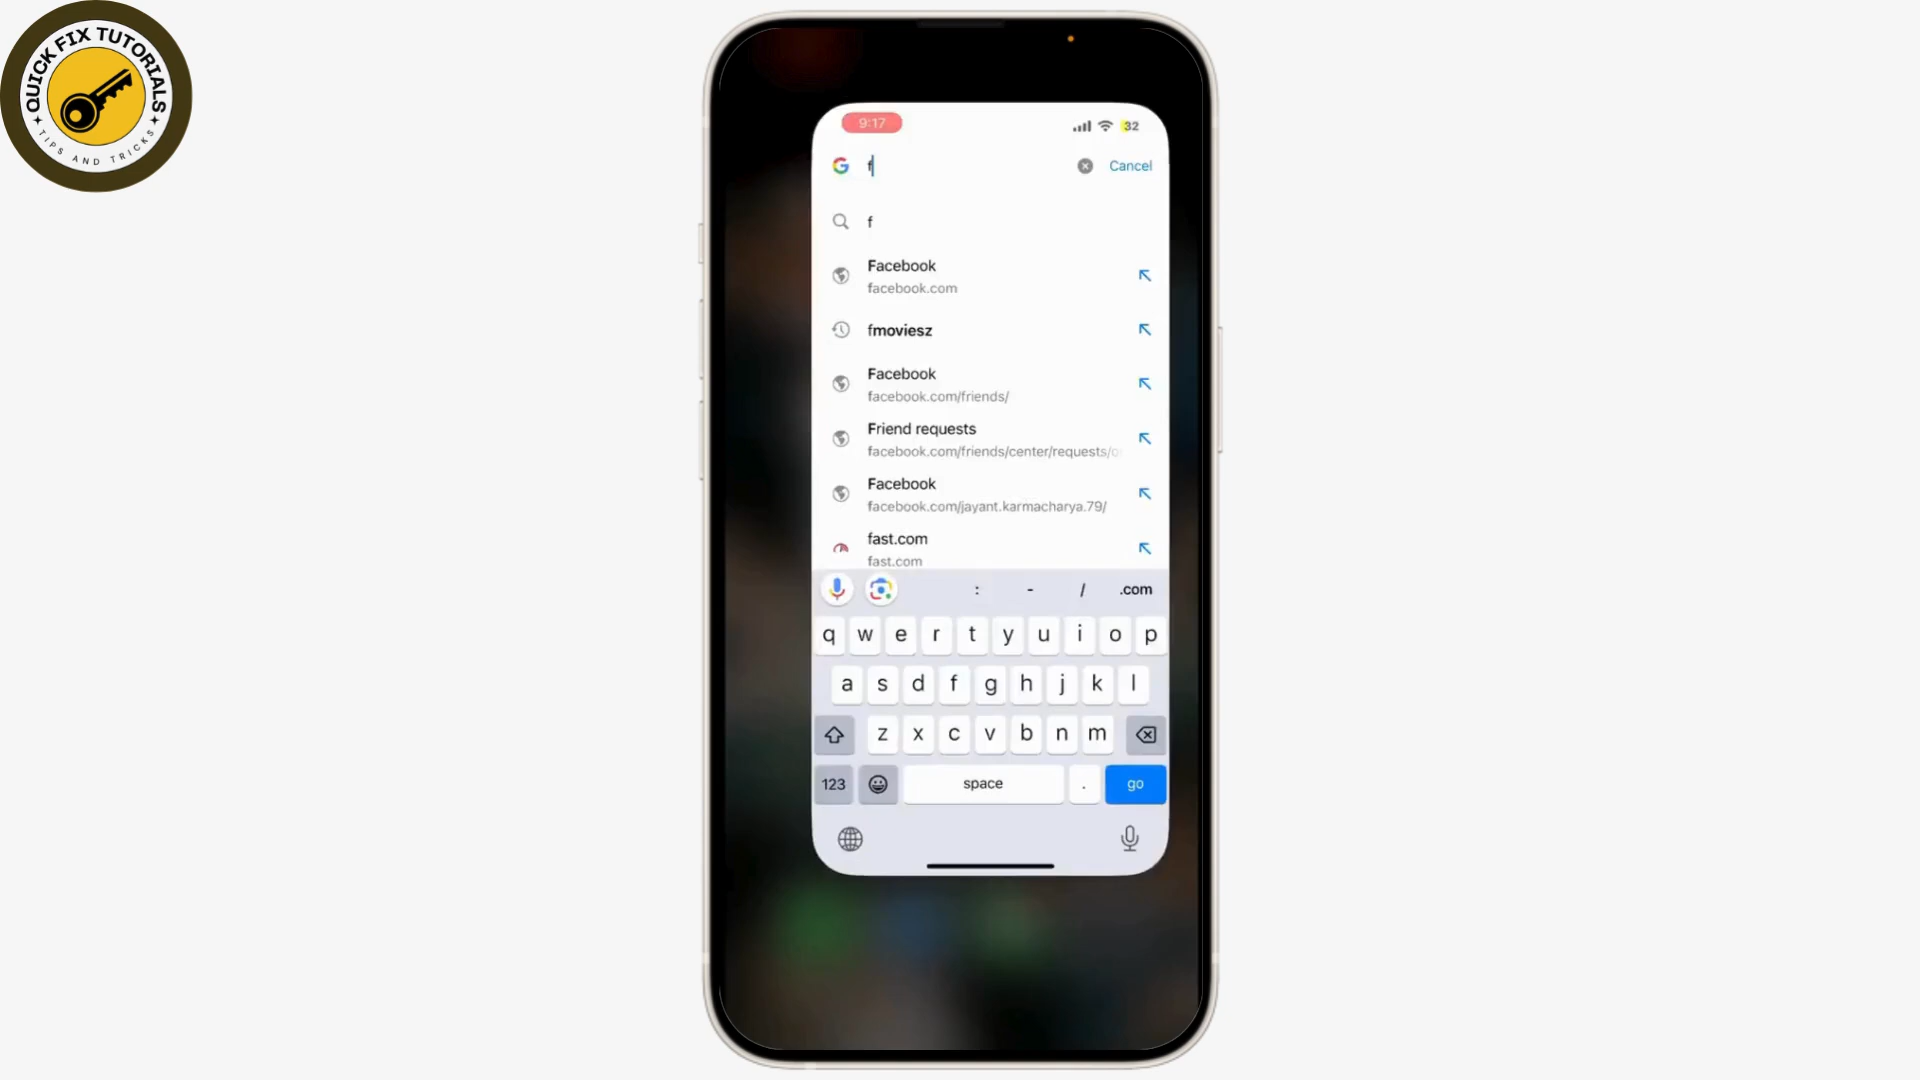 QUICK FIX TUTORIALS
TIPS AND TRICKS
9:17
32
f
Cancel
f
Facebook
facebook.com
fmoviesz
Facebook
facebook.com/friends/
Friend requests
facebook.com/friends/center/requests/o
Facebook
facebook.com/jayant.karmacharya.79/
fast.com
fast.com
: - / .com
q w e r t y u i o p
a s d f g h j k l
z x c v b n m
123 space . go